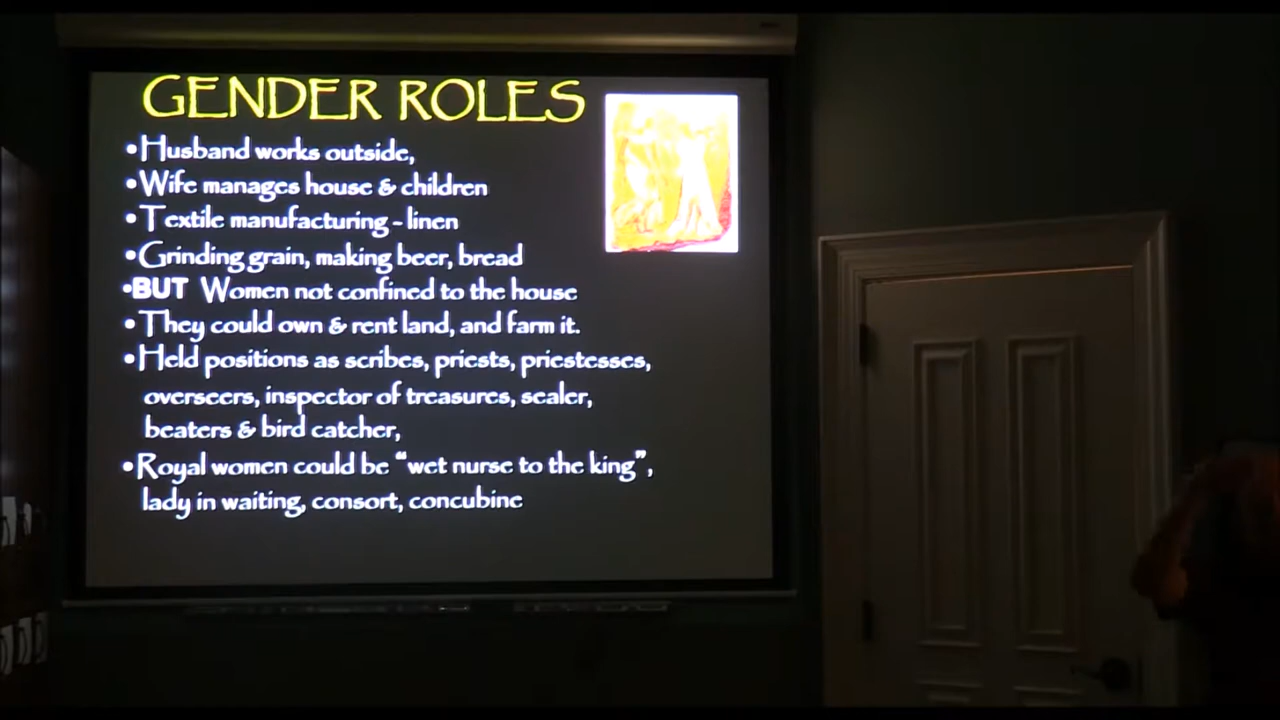 GENDER ROLES
•Husband works outside,
•Wife manages house & children
•Textile manufacturing - linen
•Grinding grain, making beer, bread
•BUT Women not confined to the house
•They could own & rent land, and farm it.
•Held positions as scribes, priests, priestesses,
overseers, inspector of treasures, sealer,
beaters & bird catcher,
•Royal women could be "wet nurse to the king",
lady in waiting, consort, concubine